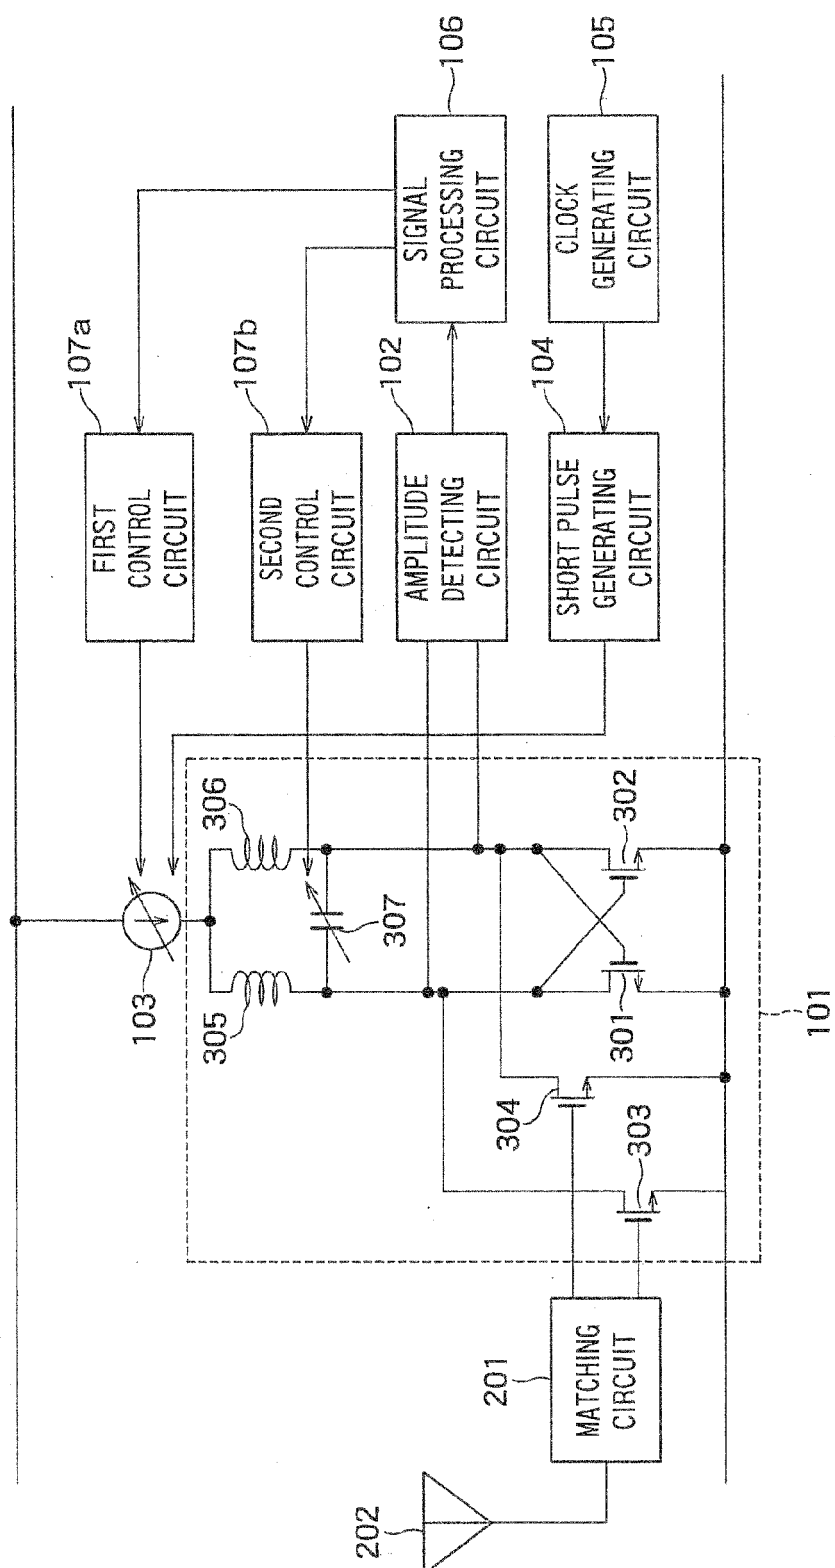 107a
FIRST
CONTROL
CIRCUIT
107b
SECOND
CONTROL
CIRCUIT
102
AMPLITUDE
DETECTING
CIRCUIT
104
SHORT PULSE
GENERATING
CIRCUIT
106
SIGNAL
PROCESSING
CIRCUIT
105
CLOCK
GENERATING
CIRCUIT
103
305
306
307
301
302
303
304
101
201
MATCHING
CIRCUIT
202